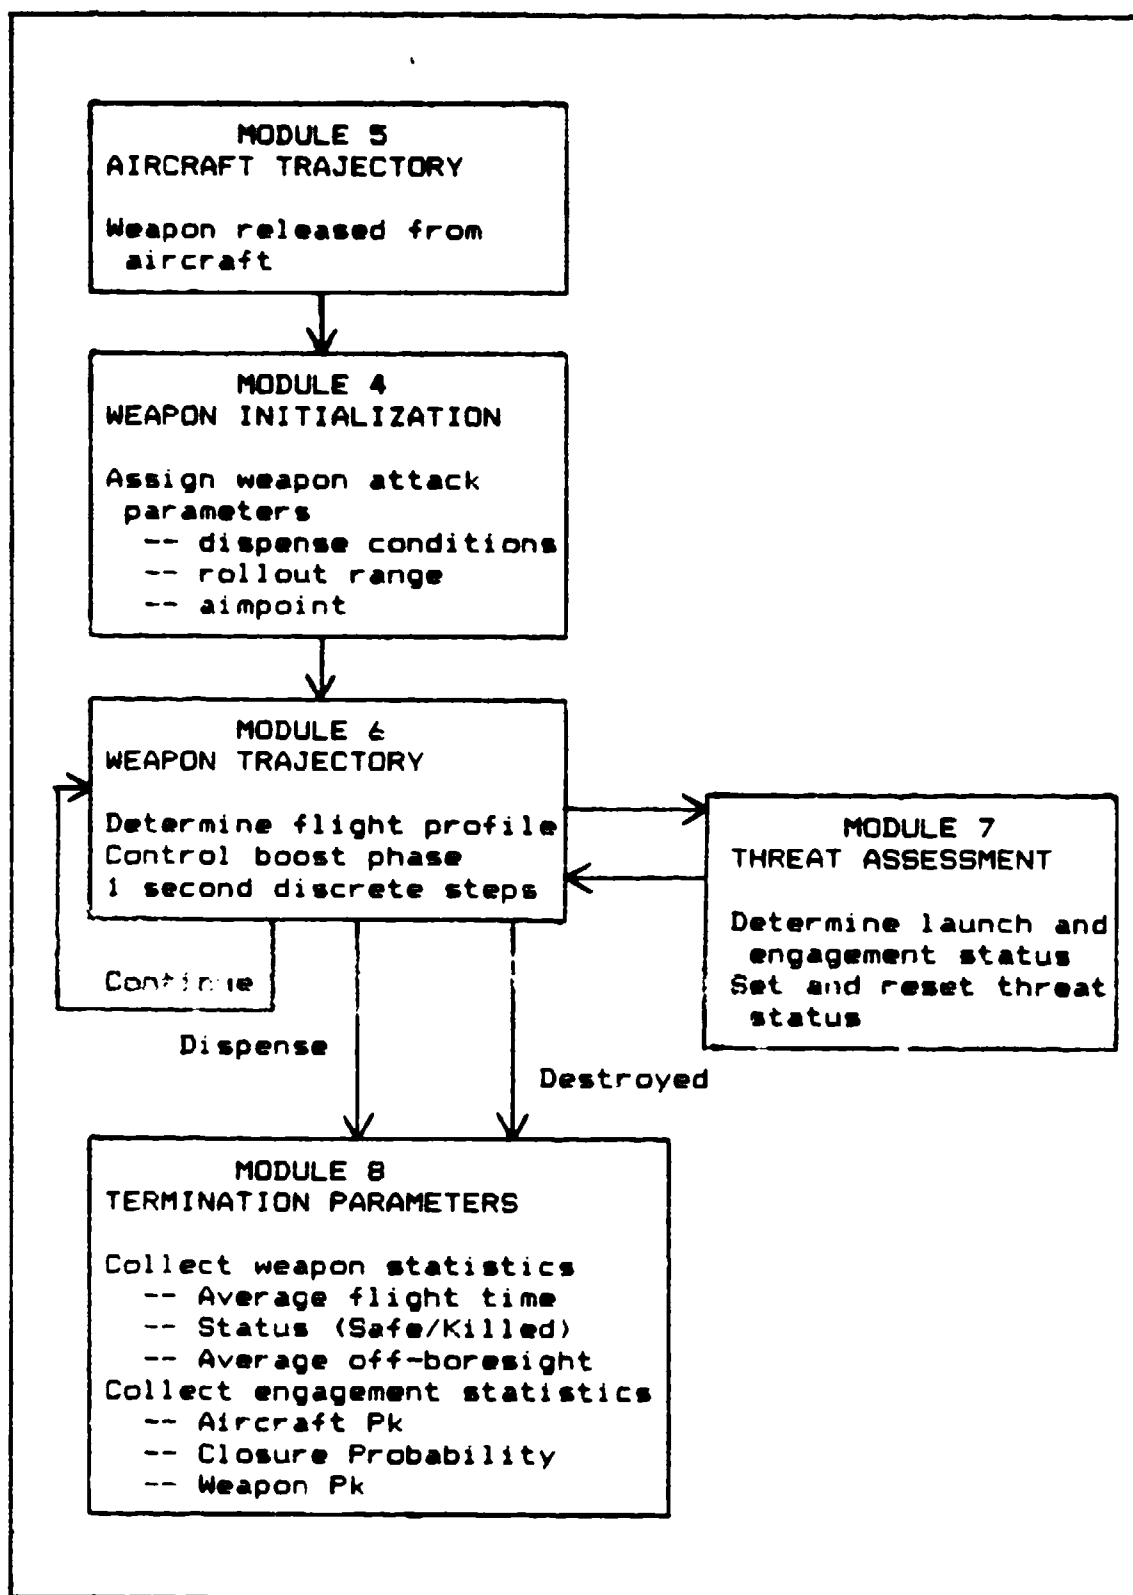 MODULE 5
AIRCRAFT TRAJECTORY
Weapon released from
aircraft
MODULE 4
WEAPON INITIALIZATION
Assign weapon attack
parameters
-- dispense conditions
-- rollout range
-- aimpoint
MODULE 6
WEAPON TRAJECTORY
Determine flight profile
Control boost phase
1 second discrete steps
Continue
Dispense
Destroyed
MODULE 7
THREAT ASSESSMENT
Determine launch and
engagement status
Set and reset threat
status
MODULE 8
TERMINATION PARAMETERS
Collect weapon statistics
-- Average flight time
-- Status (Safe/Killed)
-- Average off-boresight
Collect engagement statistics
-- Aircraft Pk
-- Closure Probability
-- Weapon Pk